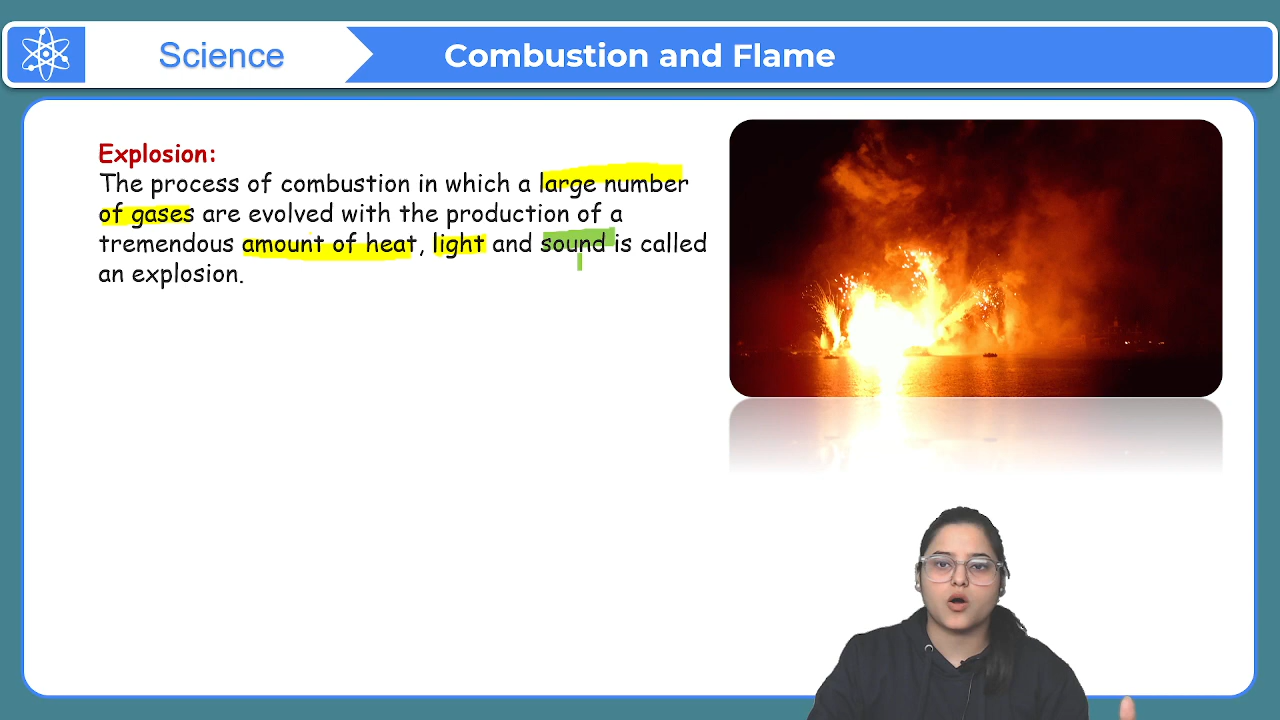 Science
Combustion and Flame
Explosion:
The process of combustion in which a large number
of gases are evolved with the production of a
tremendous amount of heat, light and sound is called
an explosion.